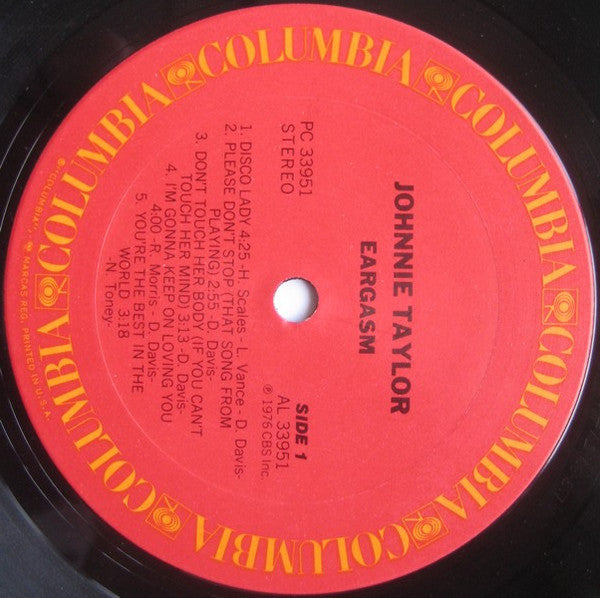 COLUMBIA
COLUMBIA
COLUMBIA
COLUMBIA
COLUMBIA
COLUMBIA
JOHNNIE TAYLOR
EARGASM
PC 33951
STEREO
SIDE 1
AL 33951
℗ 1976 CBS Inc.
1. DISCO LADY 4:25 -H. Scales - L. Vance - D. Davis-
2. PLEASE DON'T STOP (THAT SONG FROM
PLAYING) 2:55 -D. Davis-
3. DON'T TOUCH HER BODY (IF YOU CAN'T
TOUCH HER MIND) 3:13 -D. Davis-
4. I'M GONNA KEEP ON LOVING YOU
4:00 -R. Morris - D. Davis-
5. YOU'RE THE BEST IN THE
WORLD 3:18
-N. Toney-
® "COLUMBIA", MARCAS REG. PRINTED IN U.S.A.